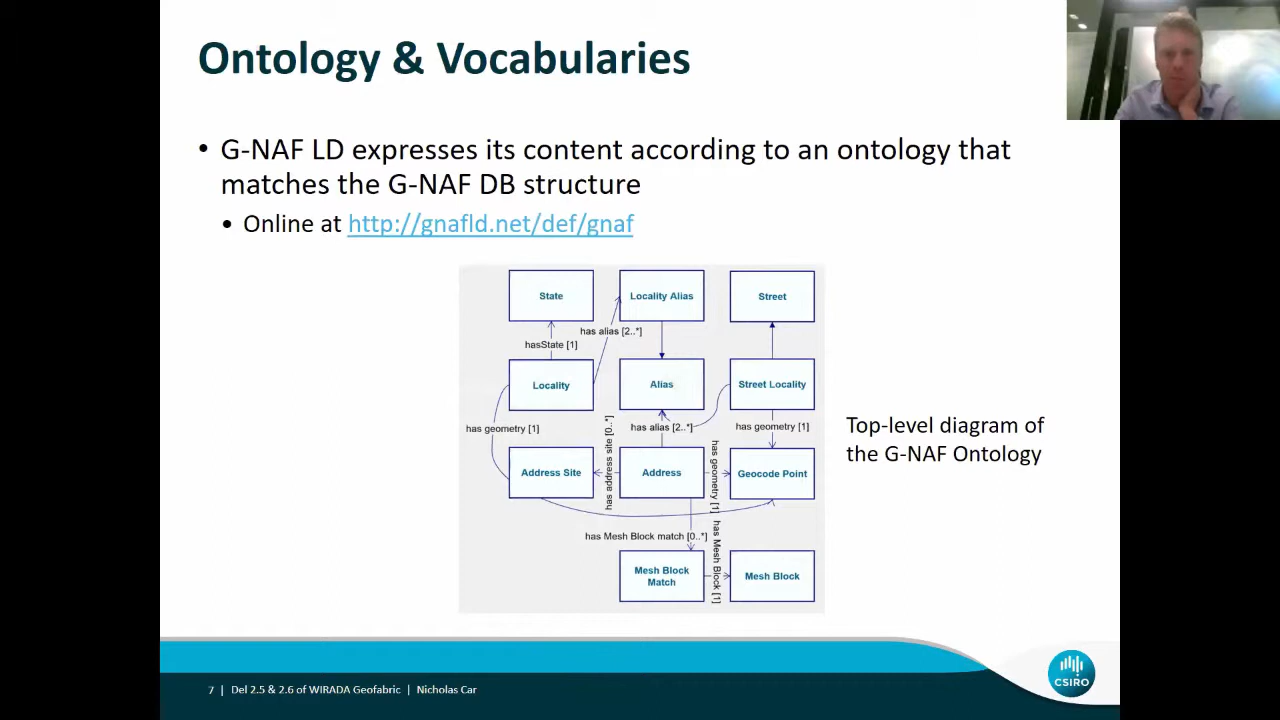 Ontology & Vocabularies
• G-NAF LD expresses its content according to an ontology that
matches the G-NAF DB structure
• Online at http://gnafld.net/def/gnaf
State
Locality Alias
Street
has alias [2..*]
hasState [1]
Locality
Alias
Street Locality
has geometry [1]
has alias [2..*]
has geometry [1]
has address site [0..*]
Address Site
Address
has geometry [1]
Geocode Point
has Mesh Block match [0..*]
has Mesh Block [1]
Mesh Block
Match
Mesh Block
Top-level diagram of
the G-NAF Ontology
7 | Del 2.5 & 2.6 of WIRADA Geofabric | Nicholas Car
CSIRO